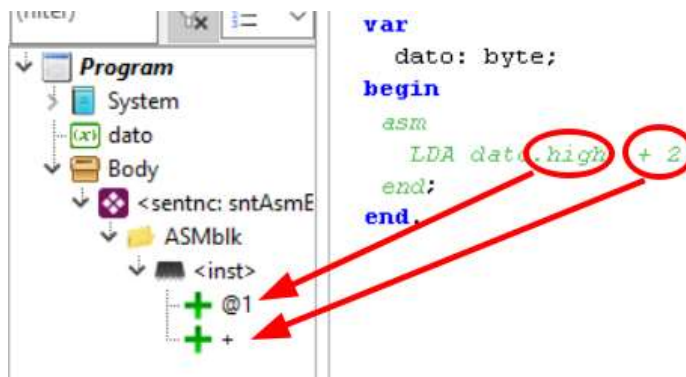 (filter)
Program
System
(x) dato
Body
<sentnc: sntAsmB
ASMblk
<inst>
@1
+
var
dato: byte;
begin
asm
LDA dato.high + 2
end;
end.